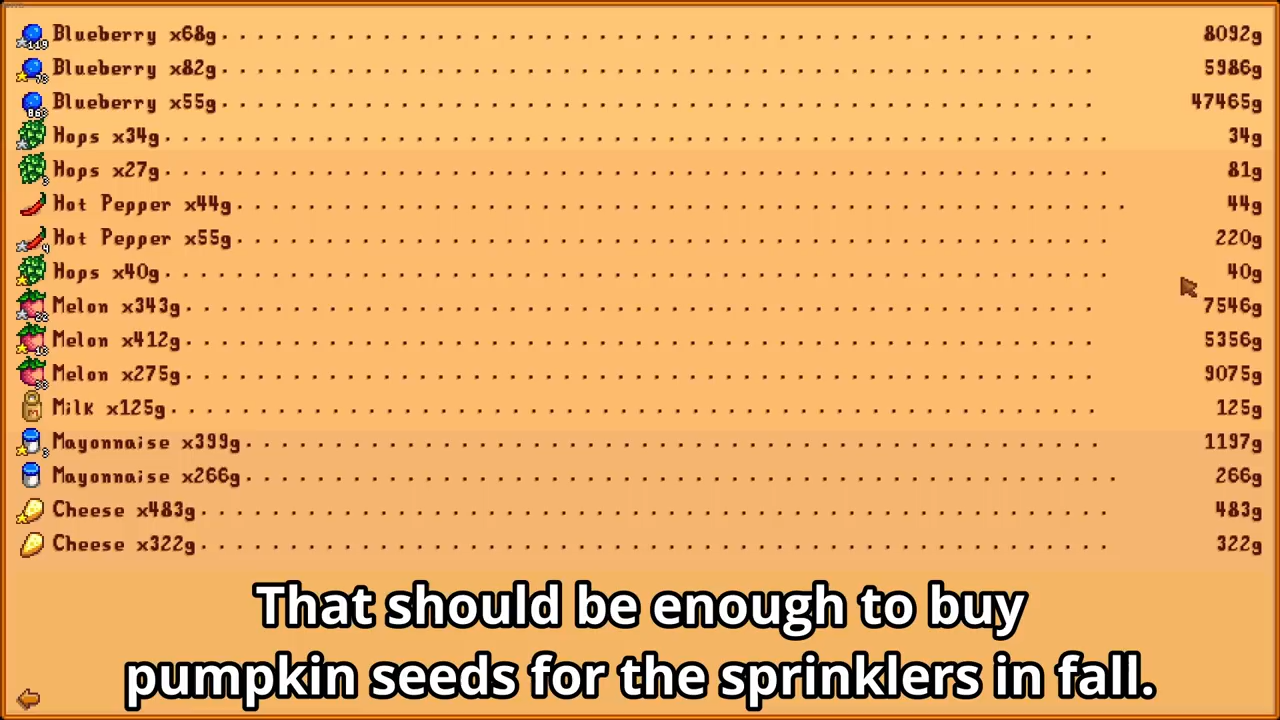 Blueberry x68g 8092g
Blueberry x82g 5986g
Blueberry x55g 47465g
Hops x34g 34g
Hops x27g 81g
Hot Pepper x44g 44g
Hot Pepper x55g 220g
Hops x40g 40g
Melon x343g 7546g
Melon x412g 5356g
Melon x275g 9075g
Milk x125g 125g
Mayonnaise x399g 1197g
Mayonnaise x266g 266g
Cheese x483g 483g
Cheese x322g 322g
That should be enough to buy
pumpkin seeds for the sprinklers in fall.